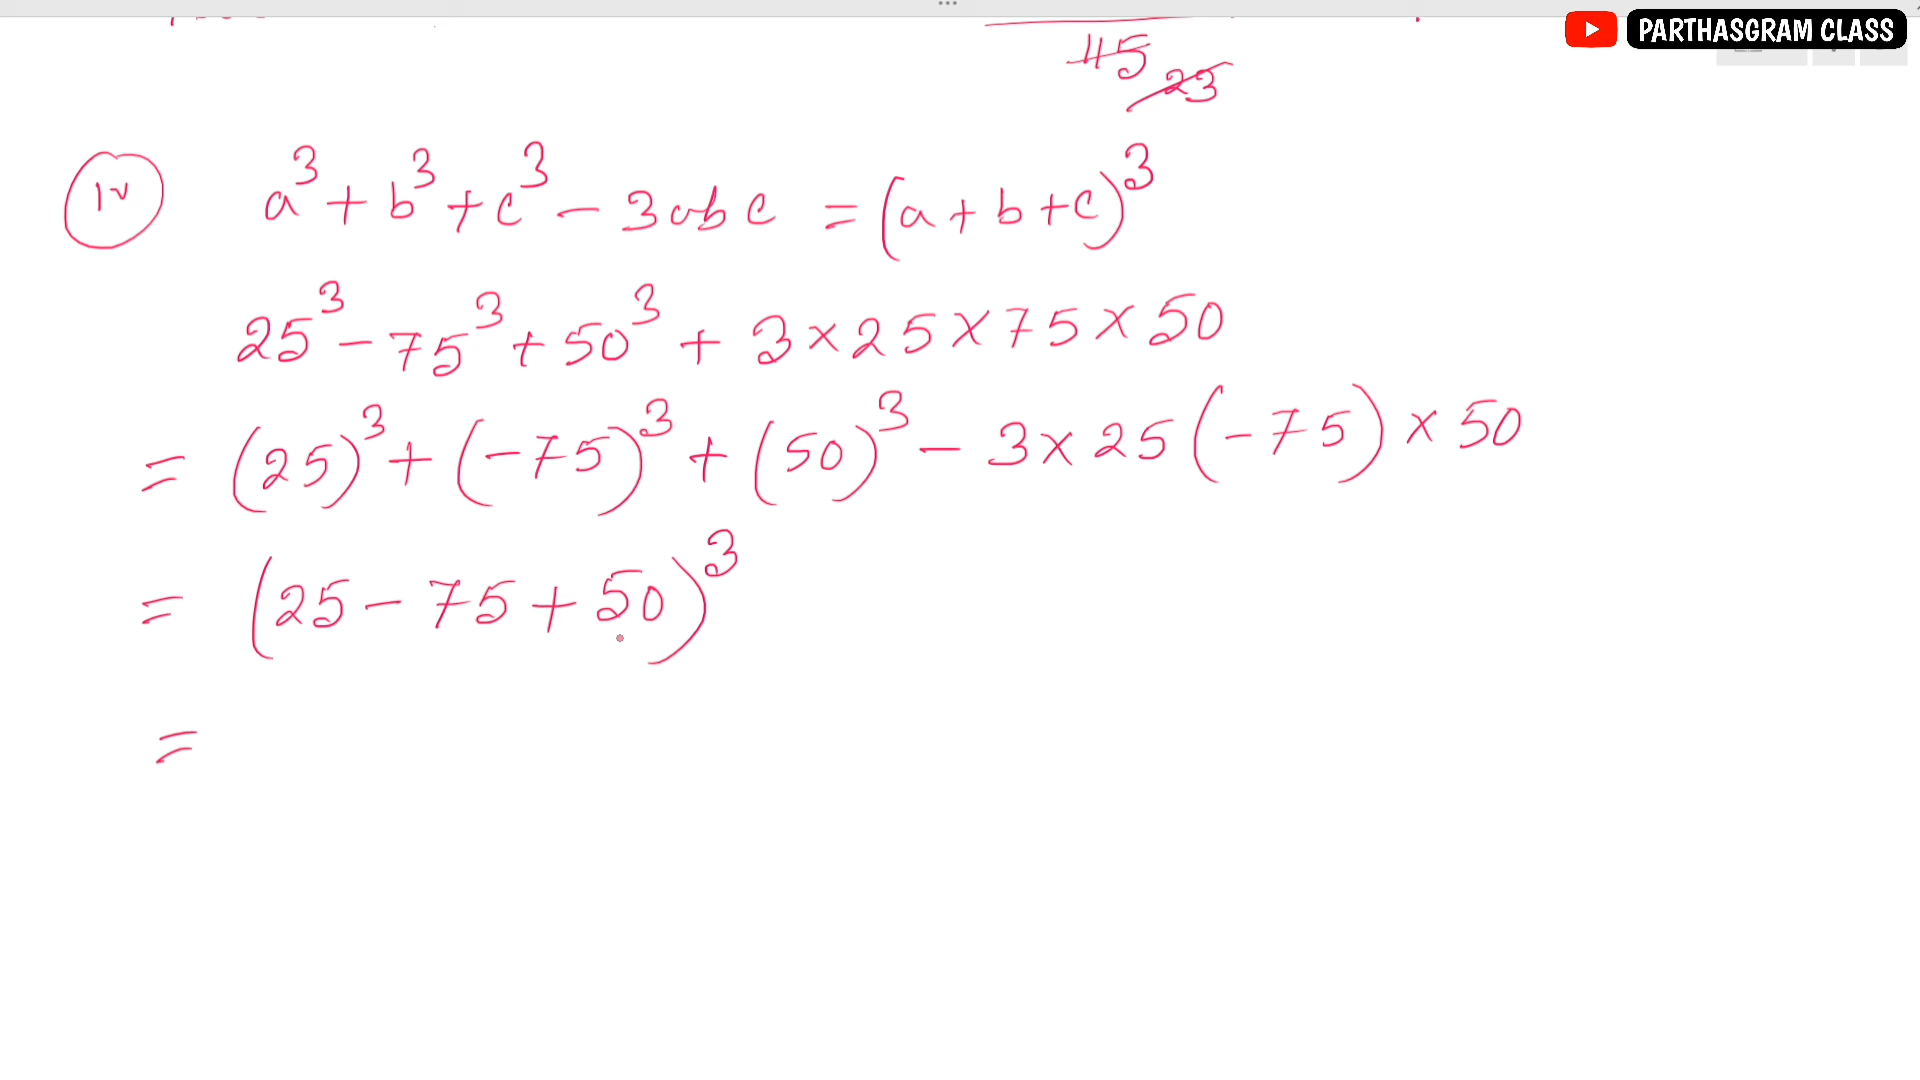 PARTHASGRAM CLASS
45 23
iv a³ + b³ + c³ - 3abc = (a + b + c)³
25³ - 75³ + 50³ + 3 × 25 × 75 × 50
= (25)³ + (-75)³ + (50)³ - 3 × 25 (-75) × 50
= (25 - 75 + 50)³
=